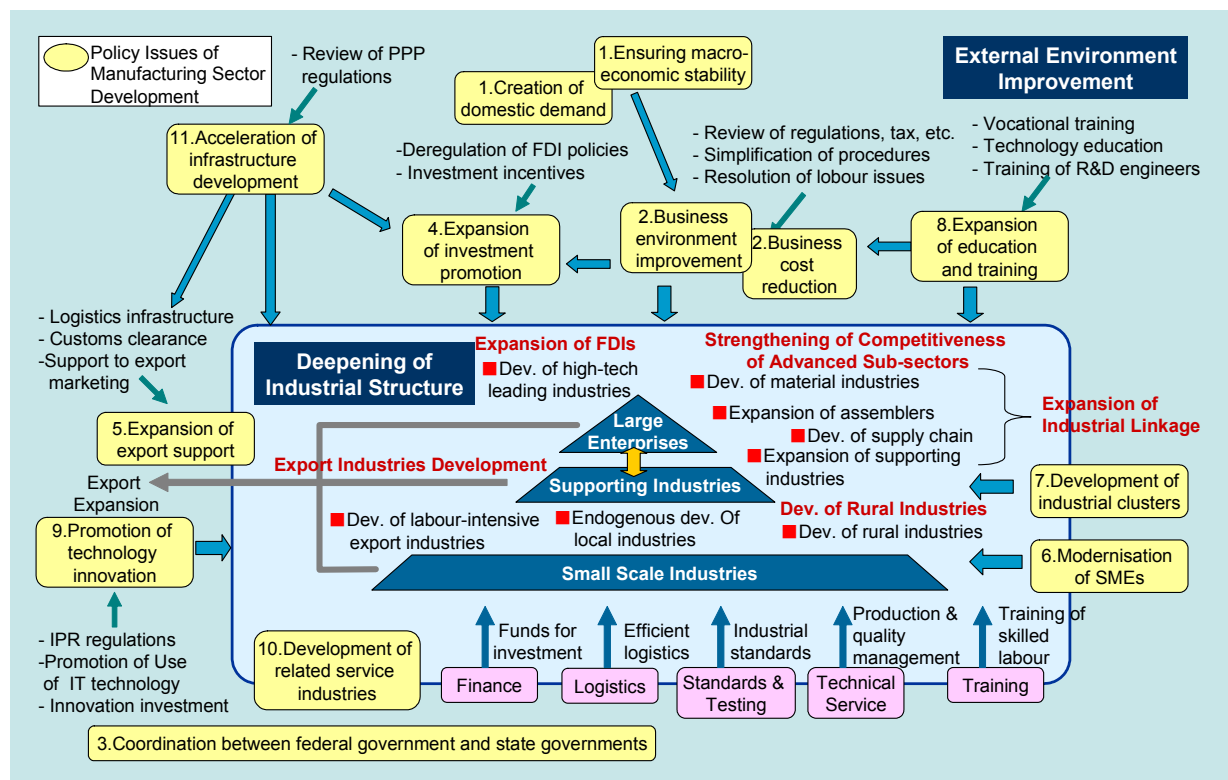 Policy Issues of
Manufacturing Sector
Development
- Review of PPP
regulations
1.Ensuring macro-
economic stability
1.Creation of
domestic demand
External Environment
Improvement
11.Acceleration of
infrastructure
development
-Deregulation of FDI policies
- Investment incentives
- Review of regulations, tax, etc.
- Simplification of procedures
- Resolution of labour issues
- Vocational training
- Technology education
- Training of R&D engineers
4.Expansion
of investment
promotion
2.Business
environment
improvement
2.Business
cost
reduction
8.Expansion
of education
and training
- Logistics infrastructure
- Customs clearance
-Support to export
marketing
5.Expansion of
export support
Deepening of
Industrial Structure
Expansion of FDIs
Dev. of high-tech
leading industries
Strengthening of Competitiveness
of Advanced Sub-sectors
Dev. of material industries
Expansion of assemblers
Dev. of supply chain
Expansion of supporting
industries
Expansion of
Industrial Linkage
Large
Enterprises
Export Industries Development
Supporting Industries
Export
Expansion
7.Development of
industrial clusters
Dev. of labour-intensive
export industries
Endogenous dev. Of
local industries
Dev. of Rural Industries
Dev. of rural industries
9.Promotion of
technology
innovation
Small Scale Industries
6.Modernisation
of SMEs
- IPR regulations
-Promotion of Use
of IT technology
- Innovation investment
10.Development of
related service
industries
Funds for
investment
Efficient
logistics
Industrial
standards
Production &
quality
management
Training of
skilled
labour
Finance
Logistics
Standards &
Testing
Technical
Service
Training
3.Coordination between federal government and state governments